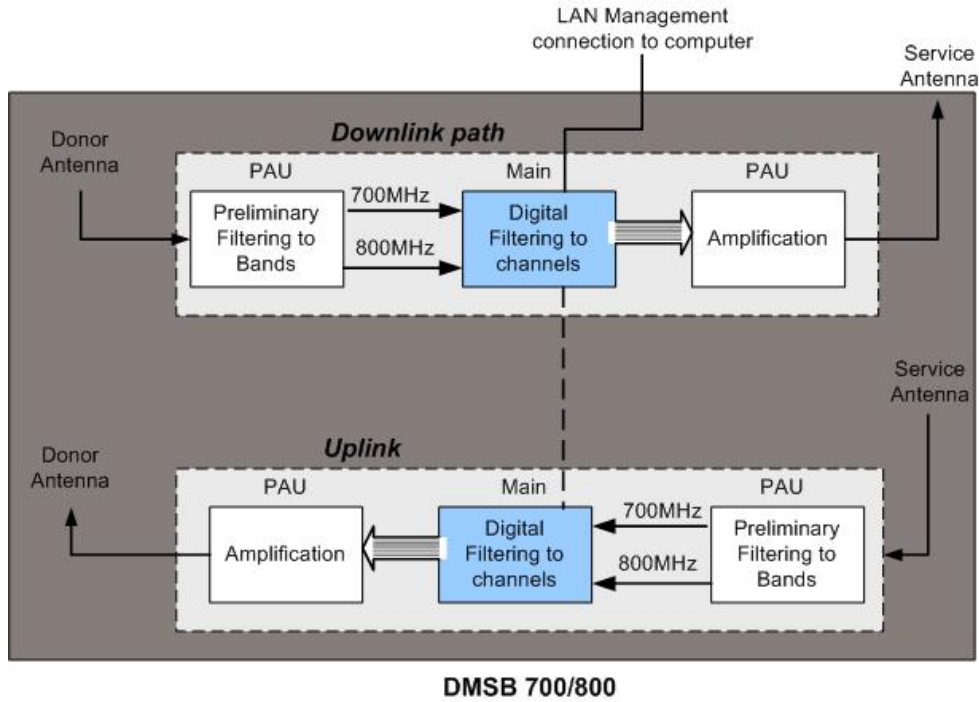 LAN Management
connection to computer
Service
Antenna
Donor
Antenna
Downlink path
PAU
Main
PAU
Preliminary
Filtering to
Bands
700MHz
800MHz
Digital
Filtering to
channels
Amplification
Service
Antenna
Donor
Antenna
Uplink
PAU
Main
PAU
Amplification
Digital
Filtering to
channels
700MHz
800MHz
Preliminary
Filtering to
Bands
DMSB 700/800